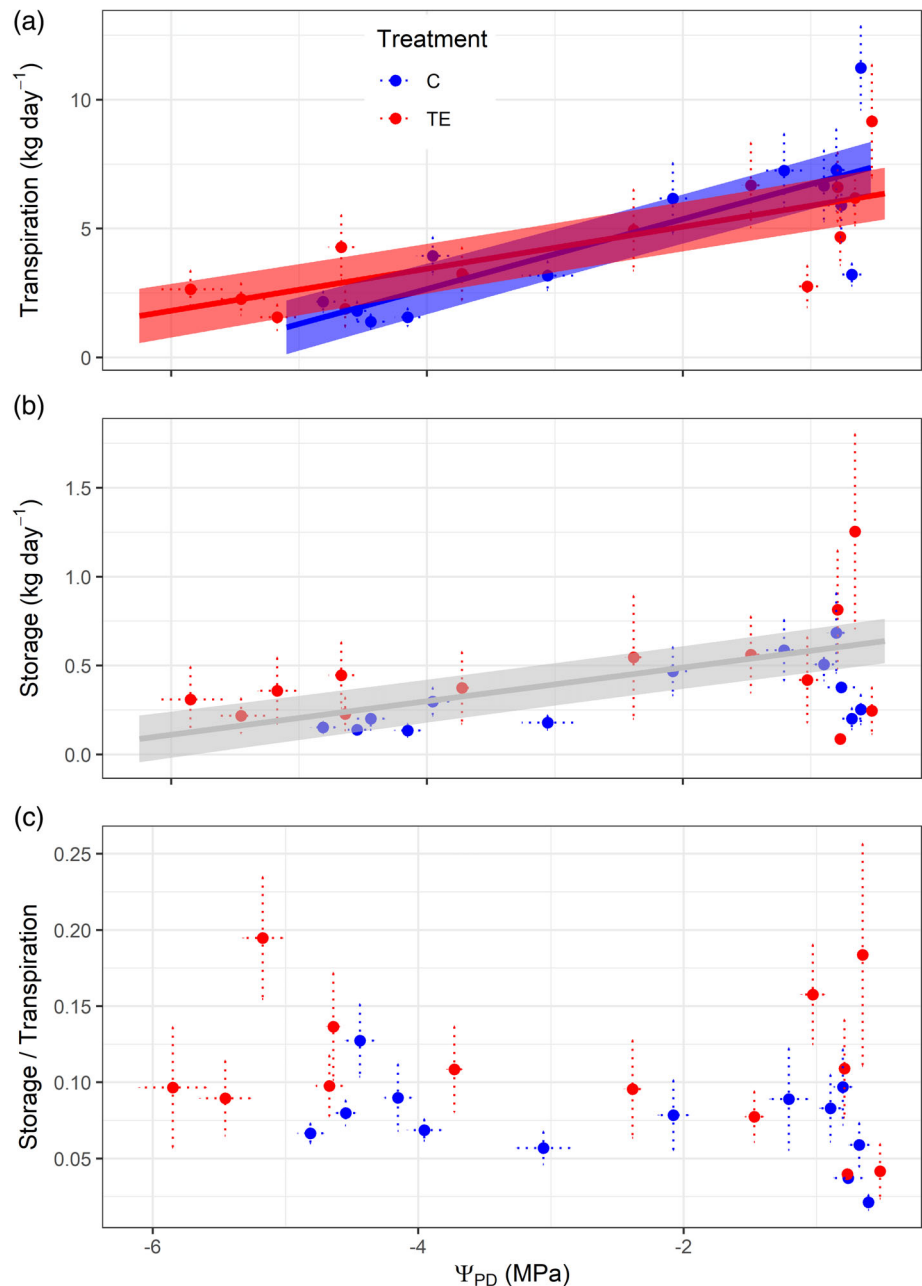 (a)
Treatment
C
TE
Transpiration (kg day⁻¹)
10
5
0
(b)
Storage (kg day⁻¹)
1.5
1.0
0.5
0.0
(c)
Storage / Transpiration
0.25
0.20
0.15
0.10
0.05
-6 -4 -2
Ψ_PD (MPa)